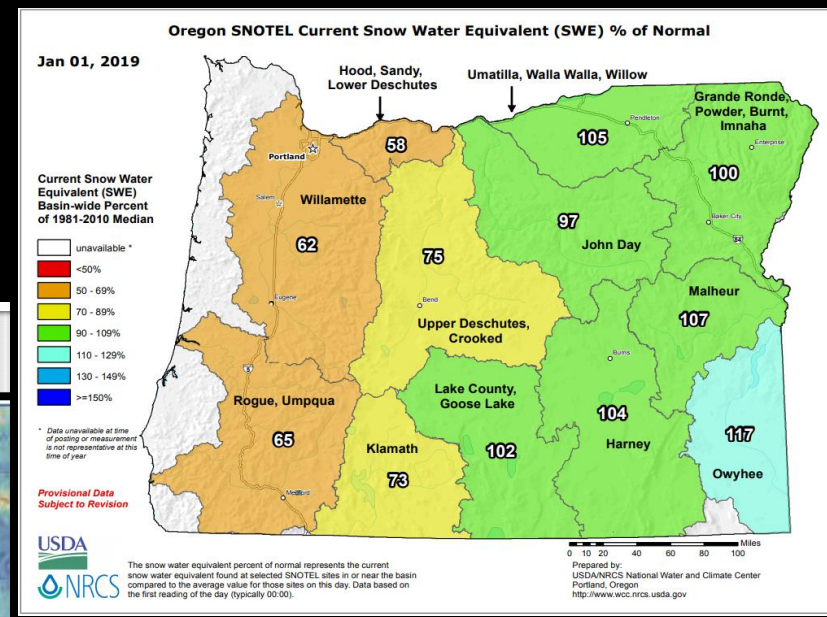 Oregon SNOTEL Current Snow Water Equivalent (SWE) % of Normal
Jan 01, 2019
Hood, Sandy,
Lower Deschutes
Umatilla, Walla Walla, Willow
Grande Ronde,
Powder, Burnt,
Imnaha
Enterprise
Pendleton
105
58
Portland
100
Current Snow Water
Equivalent (SWE)
Basin-wide Percent
of 1981-2010 Median
unavailable *
<50%
50 - 69%
70 - 89%
90 - 109%
110 - 129%
130 - 149%
>=150%
* Data unavailable at time
of posting or measurement
is not representative at this
time of year
Provisional Data
Subject to Revision
Salem
Willamette
62
97
John Day
Baker City
84
75
Eugene
Bend
Upper Deschutes,
Crooked
Malheur
107
Burns
5
Rogue, Umpqua
65
Lake County,
Goose Lake
102
104
Harney
117
Owyhee
Klamath
73
Medford
USDA
NRCS
The snow water equivalent percent of normal represents the current
snow water equivalent found at selected SNOTEL sites in or near the basin
compared to the average value for those sites on this day. Data based on
the first reading of the day (typically 00:00).
Miles
0 10 20 40 60 80 100
Prepared by:
USDA/NRCS National Water and Climate Center
Portland, Oregon
http://www.wcc.nrcs.usda.gov